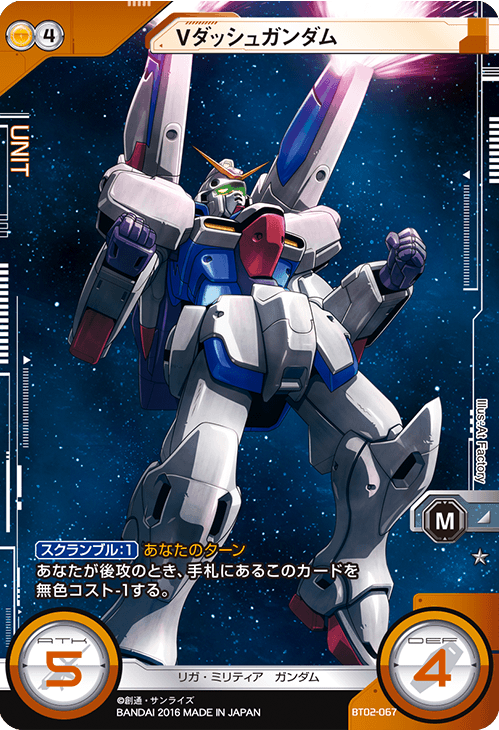 4
Vダッシュガンダム
UNIT
Illus:At Factory
M
スクランブル:1 あなたのターン
あなたが後攻のとき、手札にあるこのカードを
無色コスト-1する。
ATK
5
DEF
4
リガ・ミリティア ガンダム
©創通・サンライズ
BANDAI 2016 MADE IN JAPAN
BT02-067